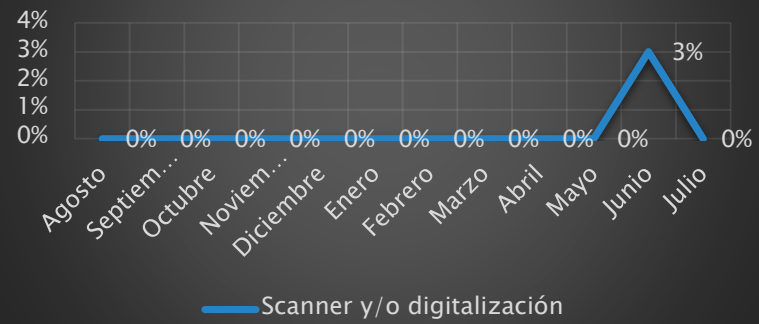 4%
3%
3%
2%
1%
0%
0% 0% 0% 0% 0% 0% 0% 0% 0% 0% 0%
Agosto
Septiem...
Octubre
Noviem...
Diciembre
Enero
Febrero
Marzo
Abril
Mayo
Junio
Julio
Scanner y/o digitalización